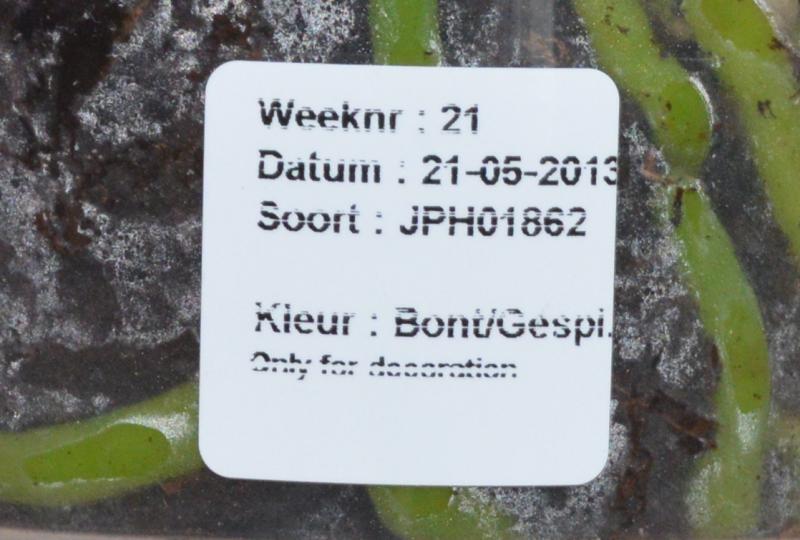 Weeknr : 21
Datum : 21-05-2013
Soort : JPH01862
Kleur : Bont/Gespi.
Only for decoration